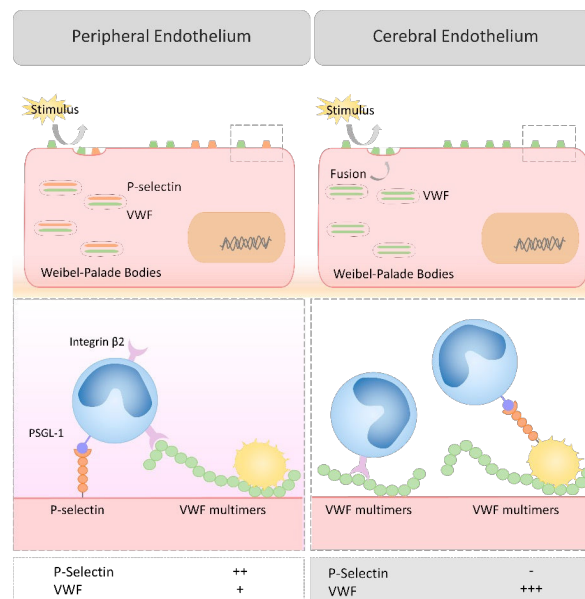 Peripheral Endothelium
Cerebral Endothelium
Stimulus
P-selectin
VWF
Weibel-Palade Bodies
Stimulus
Fusion
VWF
Weibel-Palade Bodies
Integrin β2
PSGL-1
P-selectin
VWF multimers
VWF multimers
VWF multimers
P-Selectin ++
VWF +
P-Selectin -
VWF +++